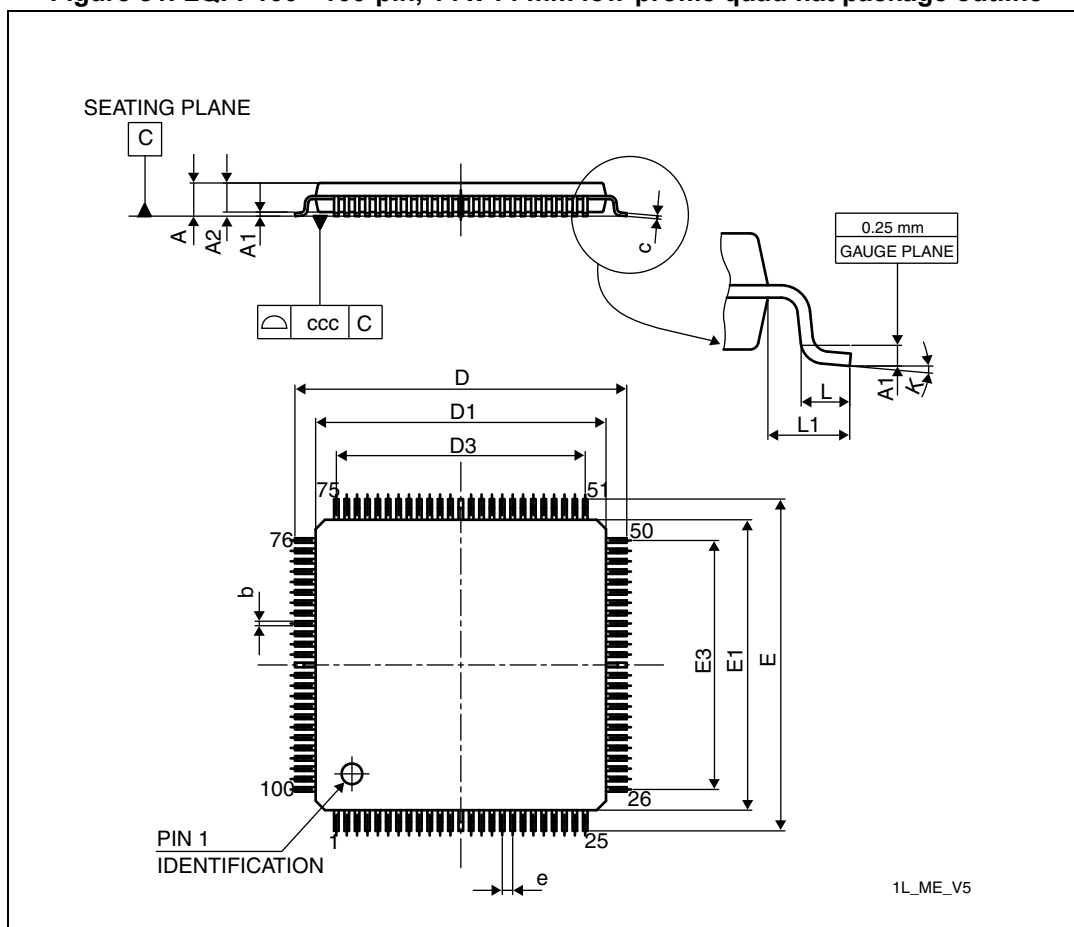 SEATING PLANE
C
A
A2
A1
c
0.25 mm
GAUGE PLANE
ccc C
A1
K
L
L1
D
D1
D3
75
51
76
50
b
E3
E1
E
100
26
PIN 1
IDENTIFICATION
1
25
e
1L_ME_V5